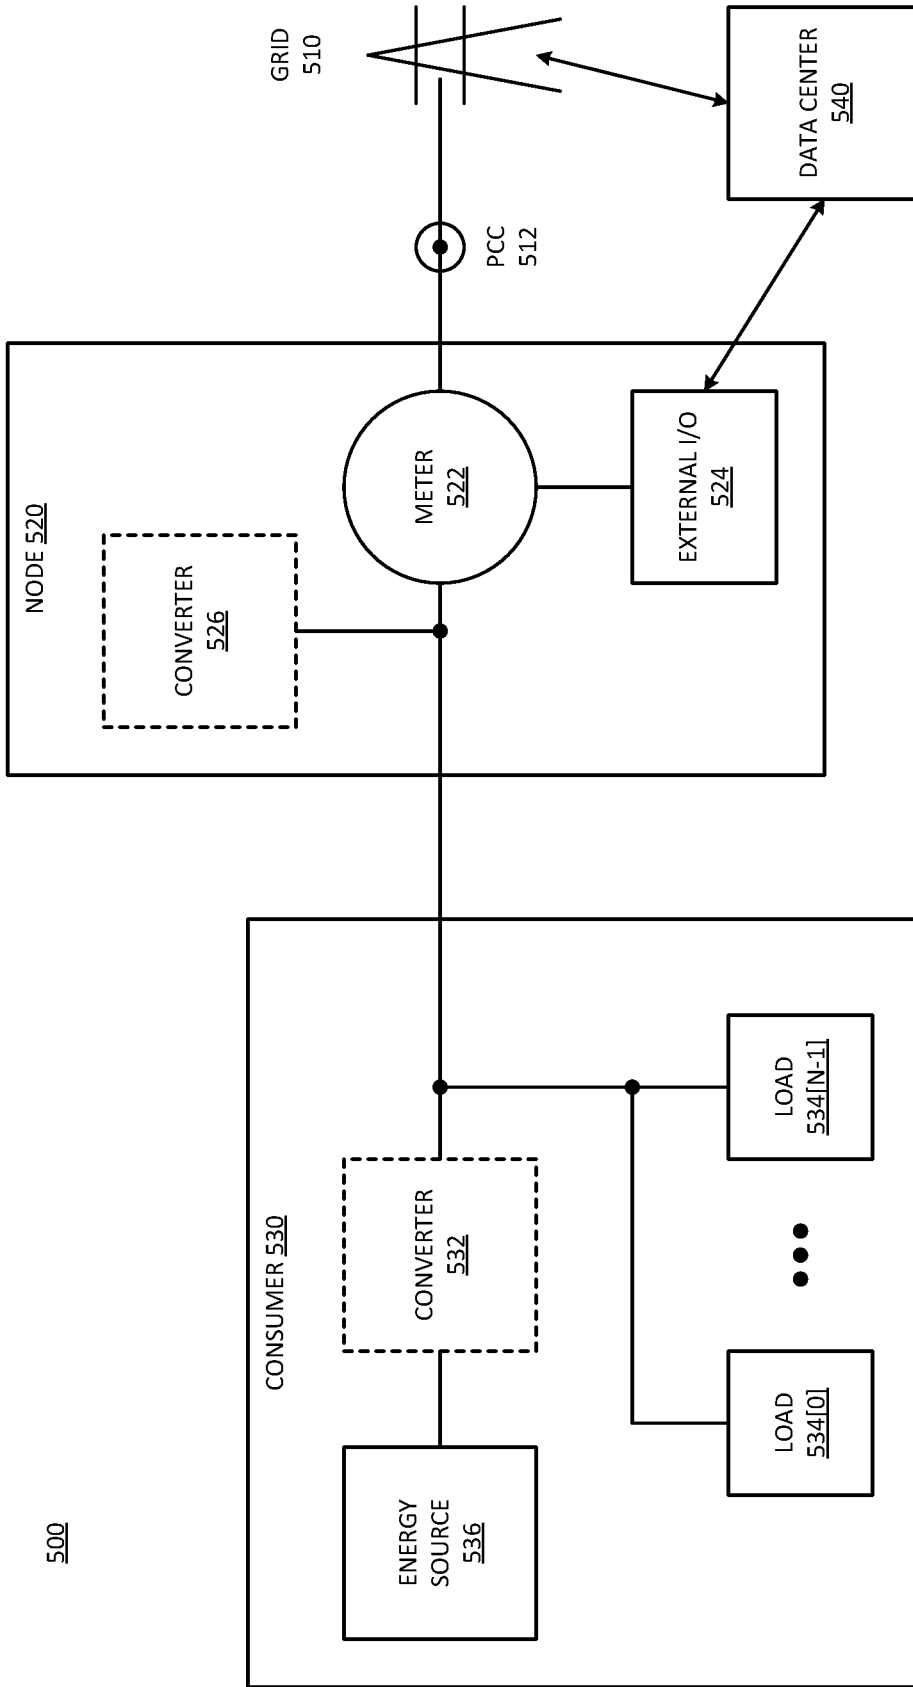 500
CONSUMER 530
ENERGY
SOURCE
536
CONVERTER
532
LOAD
534[0]
LOAD
534[N-1]
NODE 520
CONVERTER
526
METER
522
EXTERNAL I/O
524
PCC
512
GRID
510
DATA CENTER
540